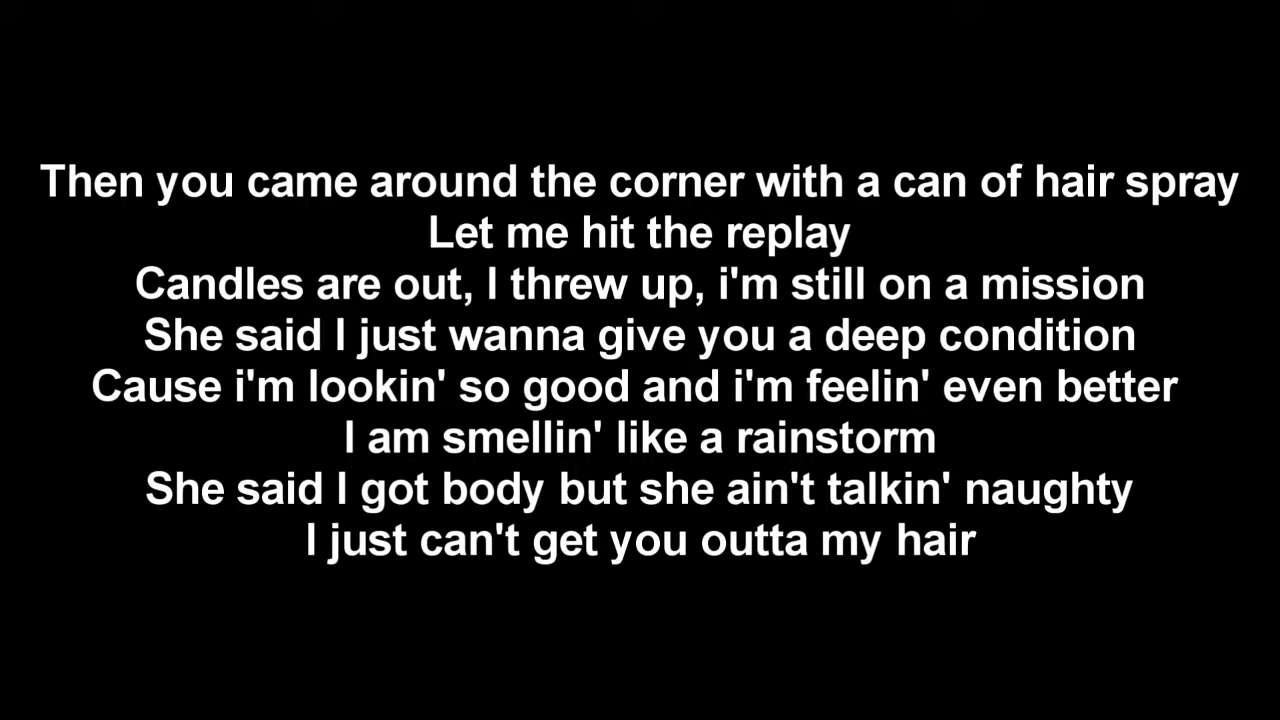 Then you came around the corner with a can of hair spray
Let me hit the replay
Candles are out, I threw up, i'm still on a mission
She said I just wanna give you a deep condition
Cause i'm lookin' so good and i'm feelin' even better
I am smellin' like a rainstorm
She said I got body but she ain't talkin' naughty
I just can't get you outta my hair